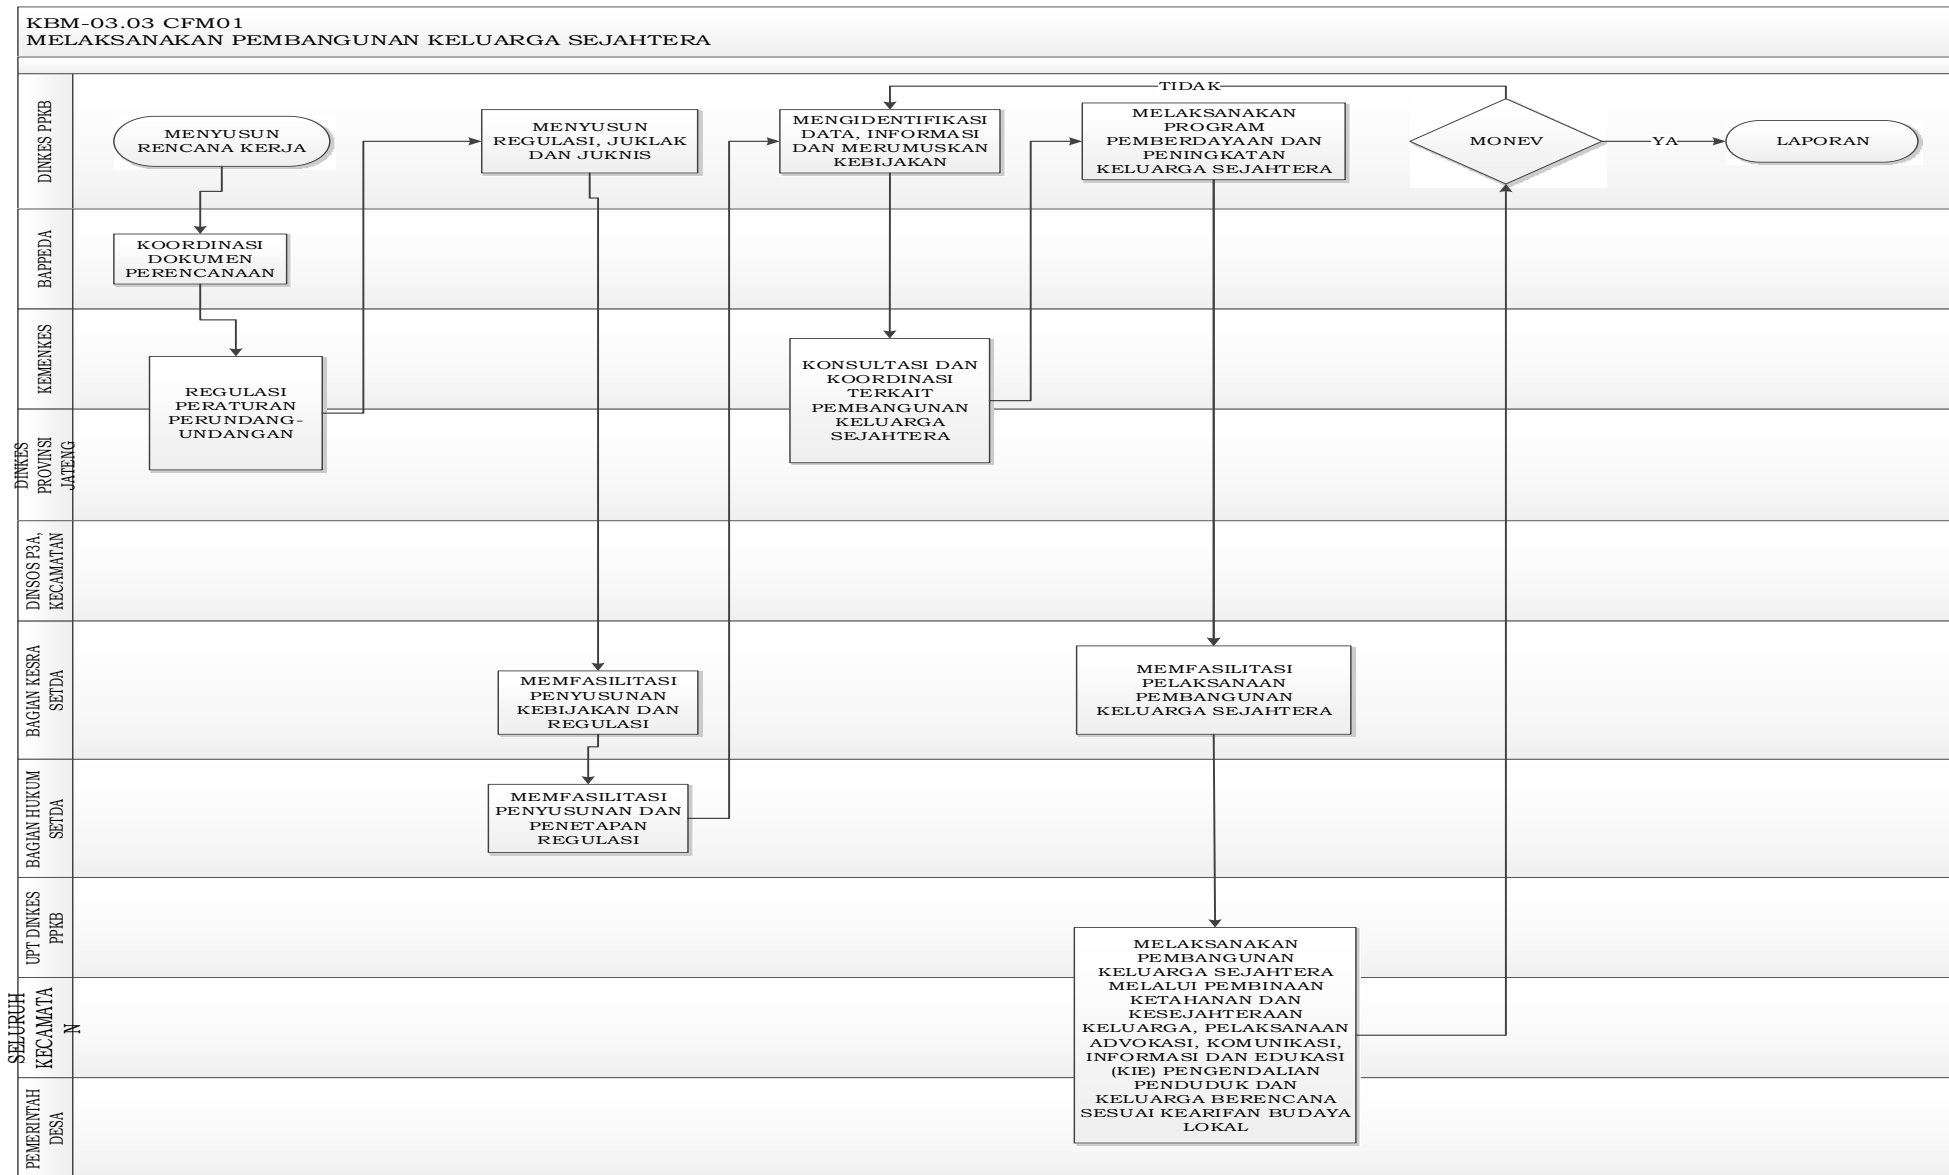 KBM-03.03 CFM01
MELAKSANAKAN PEMBANGUNAN KELUARGA SEJAHTERA
DINKES PPKB
MENYUSUN
RENCANA KERJA
MENYUSUN
REGULASI, JUKLAK
DAN JUKNIS
MENGIDENTIFIKASI
DATA, INFORMASI
DAN MERUMUSKAN
KEBIJAKAN
MELAKSANAKAN
PROGRAM
PEMBERDAYAAN DAN
PENINGKATAN
KELUARGA SEJAHTERA
TIDAK
MONEV
YA
LAPORAN
BAPPEDA
KOORDINASI
DOKUMEN
PERENCANAAN
KEMENKES
REGULASI
PERATURAN
PERUNDANG-
UNDANGAN
KONSULTASI DAN
KOORDINASI
TERKAIT
PEMBANGUNAN
KELUARGA
SEJAHTERA
DINKES
PROVINSI
JATENG
DINSOS P3A,
KECAMATAN
BAGIAN KESRA
SETDA
MEMFASILITASI
PENYUSUNAN
KEBIJAKAN DAN
REGULASI
MEMFASILITASI
PELAKSANAAN
PEMBANGUNAN
KELUARGA SEJAHTERA
BAGIAN HUKUM
SETDA
MEMFASILITASI
PENYUSUNAN DAN
PENETAPAN
REGULASI
UPT DINKES
PPKB
MELAKSANAKAN
PEMBANGUNAN
KELUARGA SEJAHTERA
MELALUI PEMBINAAN
KETAHANAN DAN
KESEJAHTERAAN
KELUARGA, PELAKSANAAN
ADVOKASI, KOMUNIKASI,
INFORMASI DAN EDUKASI
(KIE) PENGENDALIAN
PENDUDUK DAN
KELUARGA BERENCANA
SESUAI KEARIFAN BUDAYA
LOKAL
SELURUH
KECAMATA
N
PEMERINTAH
DESA